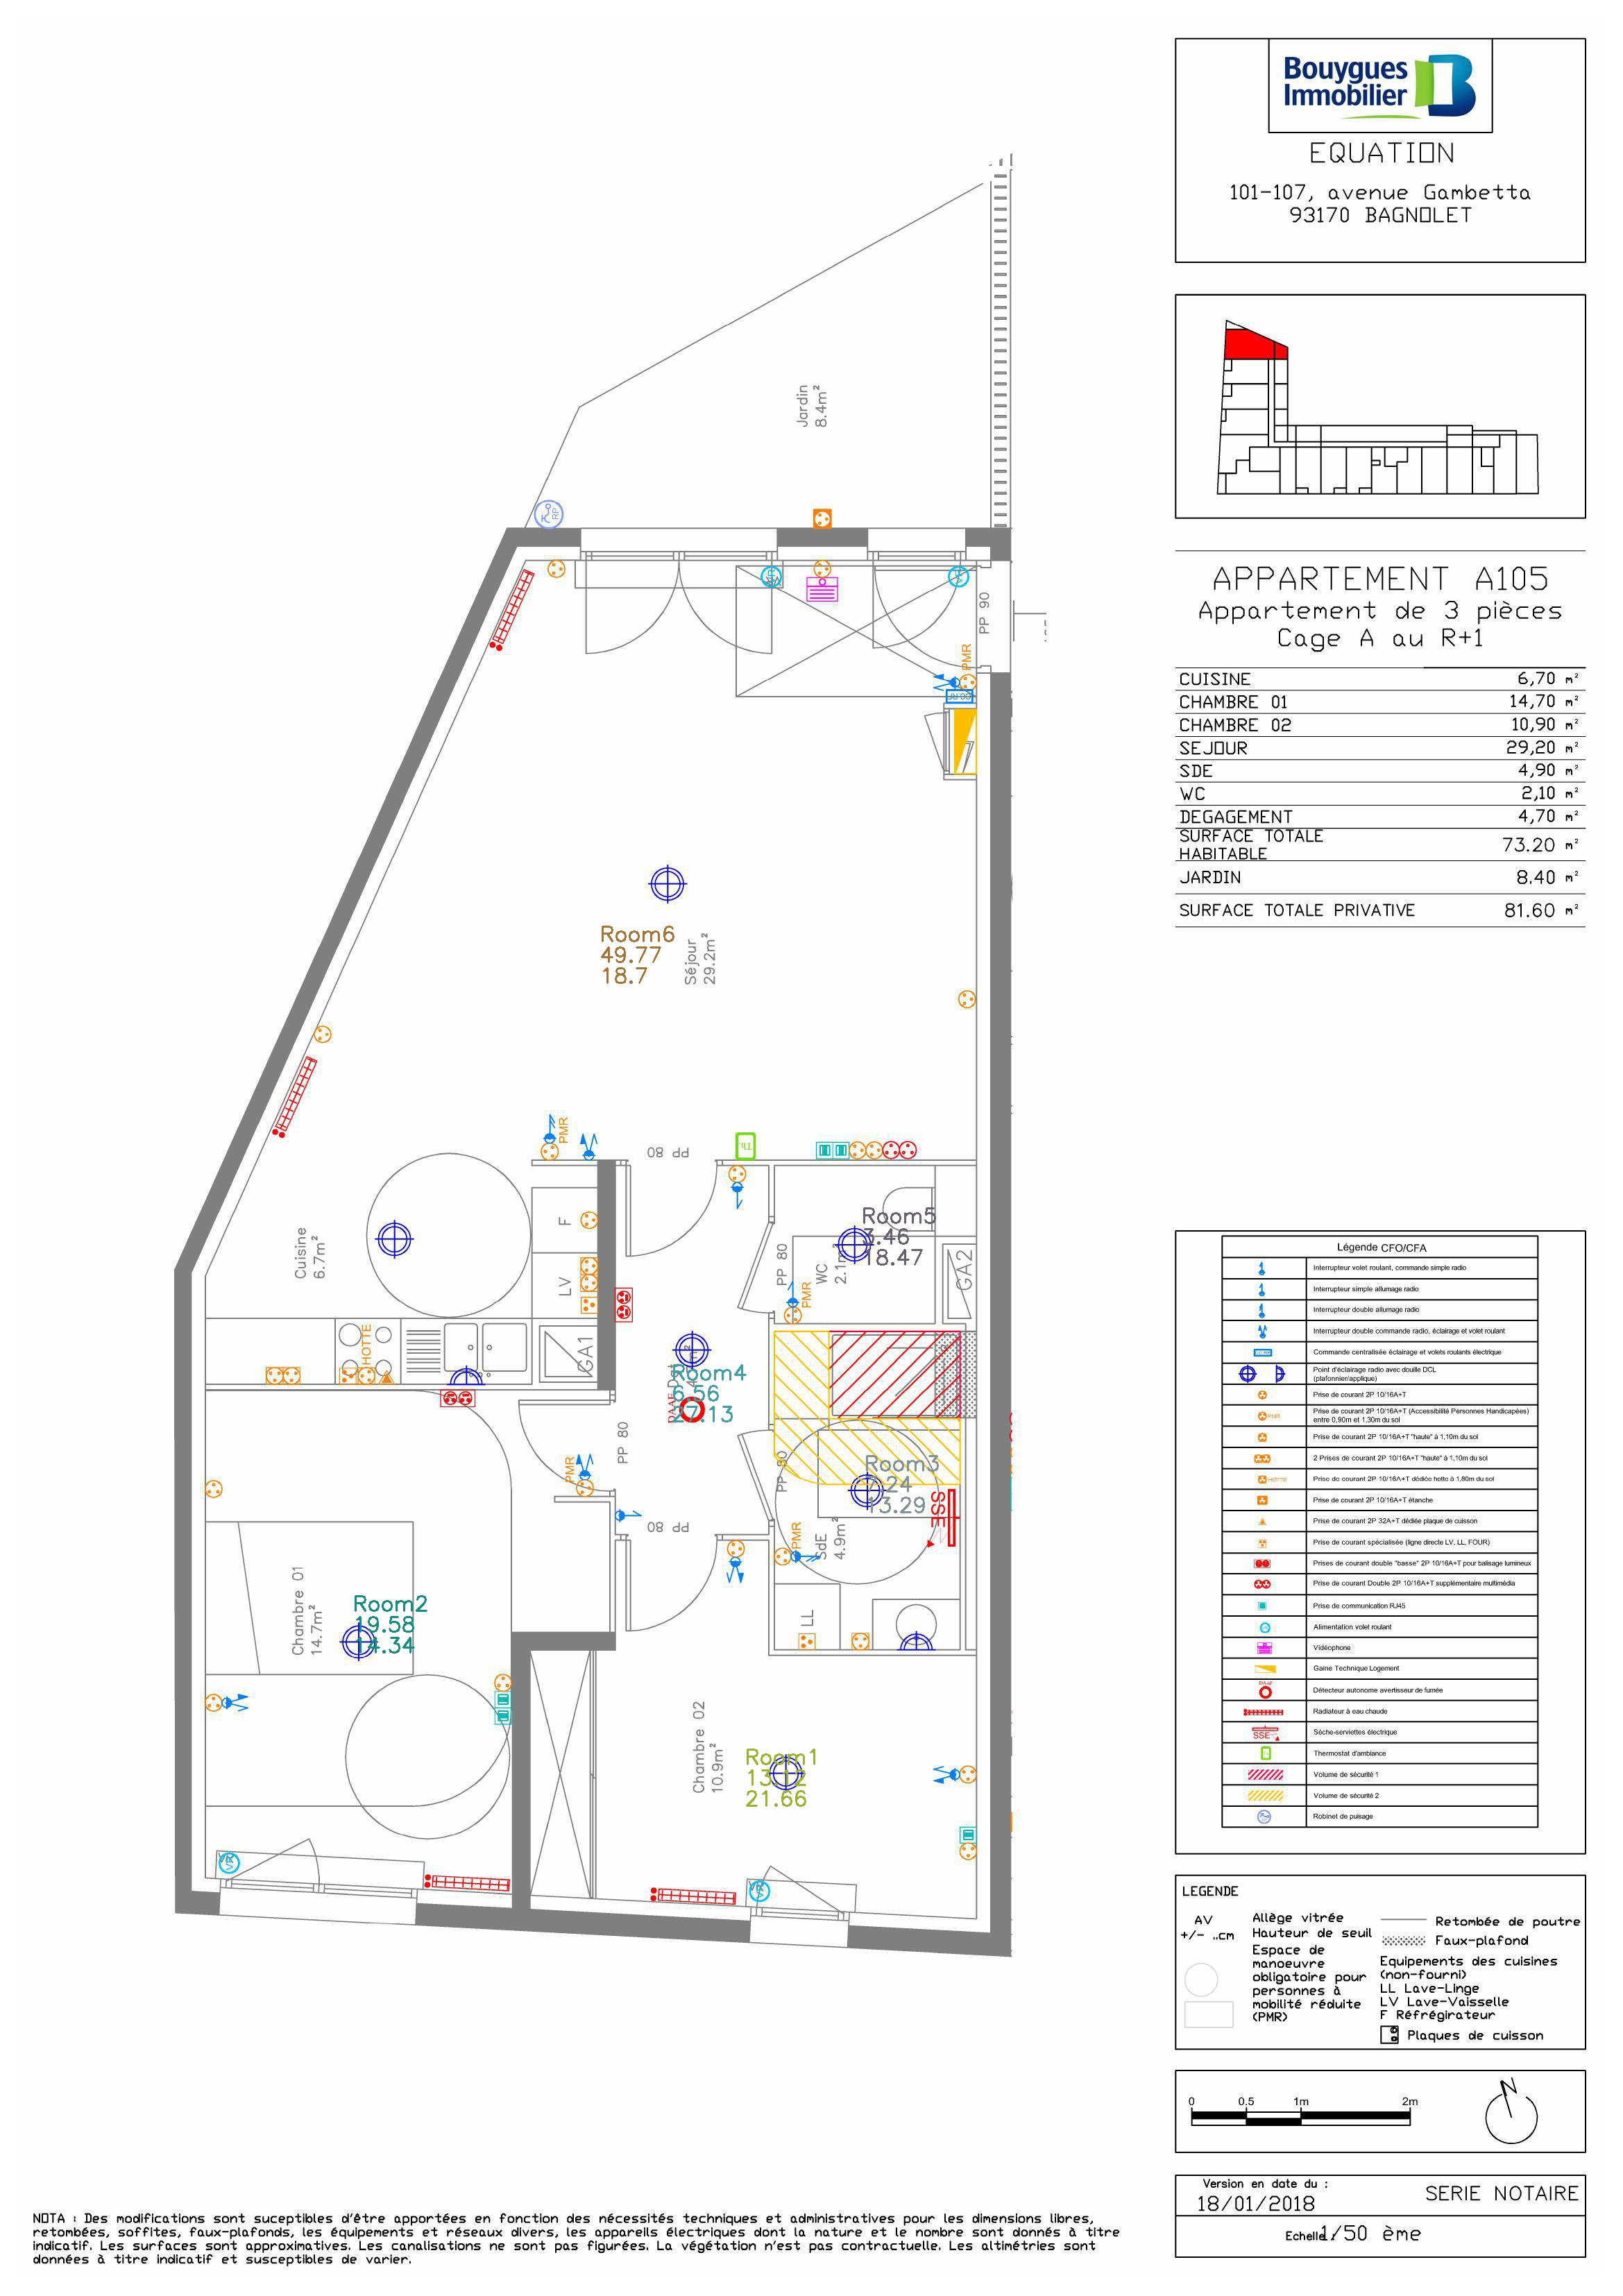 Bouygues
Immobilier
EQUATION
101-107, avenue Gambetta
93170 BAGNOLET
APPARTEMENT A105
Appartement de 3 pièces
Cage A au R+1
CUISINE 6,70 m²
CHAMBRE 01 14,70 m²
CHAMBRE 02 10,90 m²
SEJOUR 29,20 m²
SDE 4,90 m²
WC 2,10 m²
DEGAGEMENT 4,70 m²
SURFACE TOTALE
HABITABLE 73.20 m²
JARDIN 8.40 m²
SURFACE TOTALE PRIVATIVE 81.60 m²
Jardin
8.4m²
RP
VR
VR
PP 90
PMR
Room6
49.77
18.7
Séjour
29.2m²
PMR
PP 80
Cuisine
6.7m²
F
LV
HOTTE
GA1
Room5
3.46
18.47
WC
PP 80
PMR
GA2
Room4
6.56
27.13
DAAF
PP 80
PMR
PP 80
PP 80
Room3
13.29
SSE
PMR
SdE
4.9m²
LL
Chambre 01
14.7m²
Room2
19.58
14.34
Chambre 02
10.9m²
Room1
13.12
21.66
VR
VR
Légende CFO/CFA
Interrupteur volet roulant, commande simple radio
Interrupteur simple allumage radio
Interrupteur double allumage radio
Interrupteur double commande radio, éclairage et volet roulant
Commande centralisée éclairage et volets roulants électrique
Point d'éclairage radio avec douille DCL
(plafonnier/applique)
Prise de courant 2P 10/16A+T
PMR Prise de courant 2P 10/16A+T (Accessibilité Personnes Handicapées)
entre 0,90m et 1,30m du sol
Prise de courant 2P 10/16A+T "haute" à 1,10m du sol
2 Prises de courant 2P 10/16A+T "haute" à 1,10m du sol
HOTTE Prise de courant 2P 10/16A+T dédiée hotte à 1,80m du sol
Prise de courant 2P 10/16A+T étanche
Prise de courant 2P 32A+T dédiée plaque de cuisson
Prise de courant spécialisée (ligne directe LV, LL, FOUR)
Prises de courant double "basse" 2P 10/16A+T pour balisage lumineux
Prise de courant Double 2P 10/16A+T supplémentaire multimédia
Prise de communication RJ45
Alimentation volet roulant
Vidéophone
Gaine Technique Logement
DAAF Détecteur autonome avertisseur de fumée
Radiateur à eau chaude
SSE Sèche-serviettes électrique
Thermostat d'ambiance
Volume de sécurité 1
Volume de sécurité 2
Robinet de puisage
LEGENDE
AV Allège vitrée
+/- ..cm Hauteur de seuil
Espace de
manoeuvre
obligatoire pour
personnes à
mobilité réduite
(PMR)
Retombée de poutre
Faux-plafond
Equipements des cuisines
(non-fourni)
LL Lave-Linge
LV Lave-Vaisselle
F Réfrégirateur
Plaques de cuisson
0 0.5 1m 2m
N
Version en date du :
18/01/2018
SERIE NOTAIRE
Echelle : 1/50 ème
NOTA : Des modifications sont suceptibles d'être apportées en fonction des nécessités techniques et administratives pour les dimensions libres,
retombées, soffites, faux-plafonds, les équipements et réseaux divers, les appareils électriques dont la nature et le nombre sont donnés à titre
indicatif. Les surfaces sont approximatives. Les canalisations ne sont pas figurées. La végétation n'est pas contractuelle. Les altimétries sont
données à titre indicatif et susceptibles de varier.